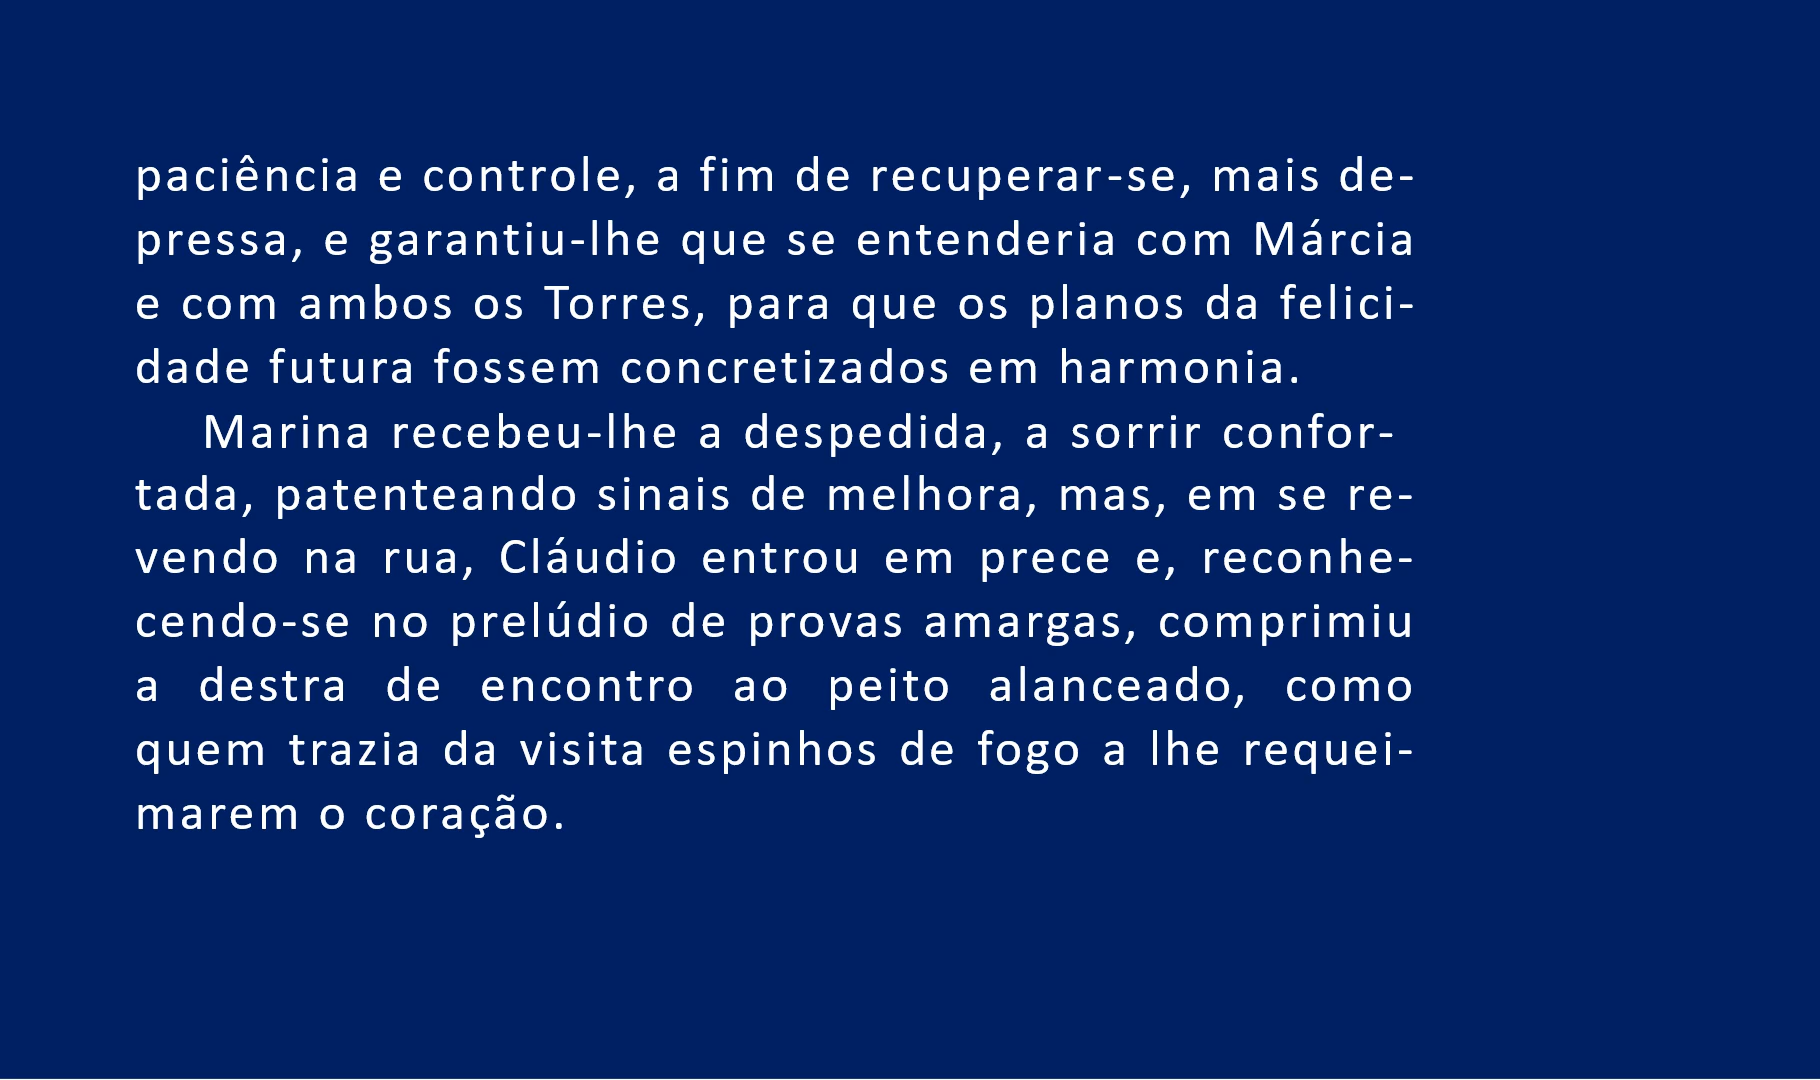 paciência e controle, a fim de recuperar-se, mais de-
pressa, e garantiu-lhe que se entenderia com Márcia
e com ambos os Torres, para que os planos da felici-
dade futura fossem concretizados em harmonia.
Marina recebeu-lhe a despedida, a sorrir confor-
tada, patenteando sinais de melhora, mas, em se re-
vendo na rua, Cláudio entrou em prece e, reconhe-
cendo-se no prelúdio de provas amargas, comprimiu
a destra de encontro ao peito alanceado, como
quem trazia da visita espinhos de fogo a lhe requei-
marem o coração.